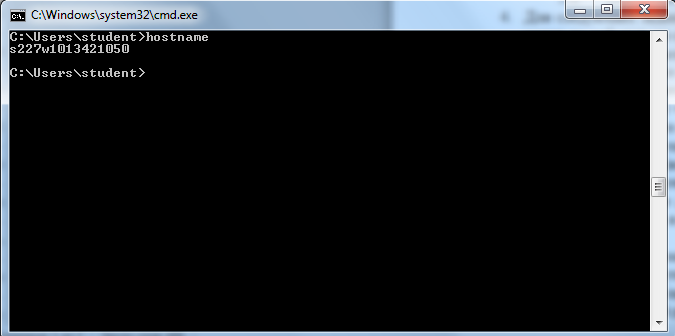 C:\Windows\system32\cmd.exe
C:\Users\student>hostname
s227w1013421050
C:\Users\student>